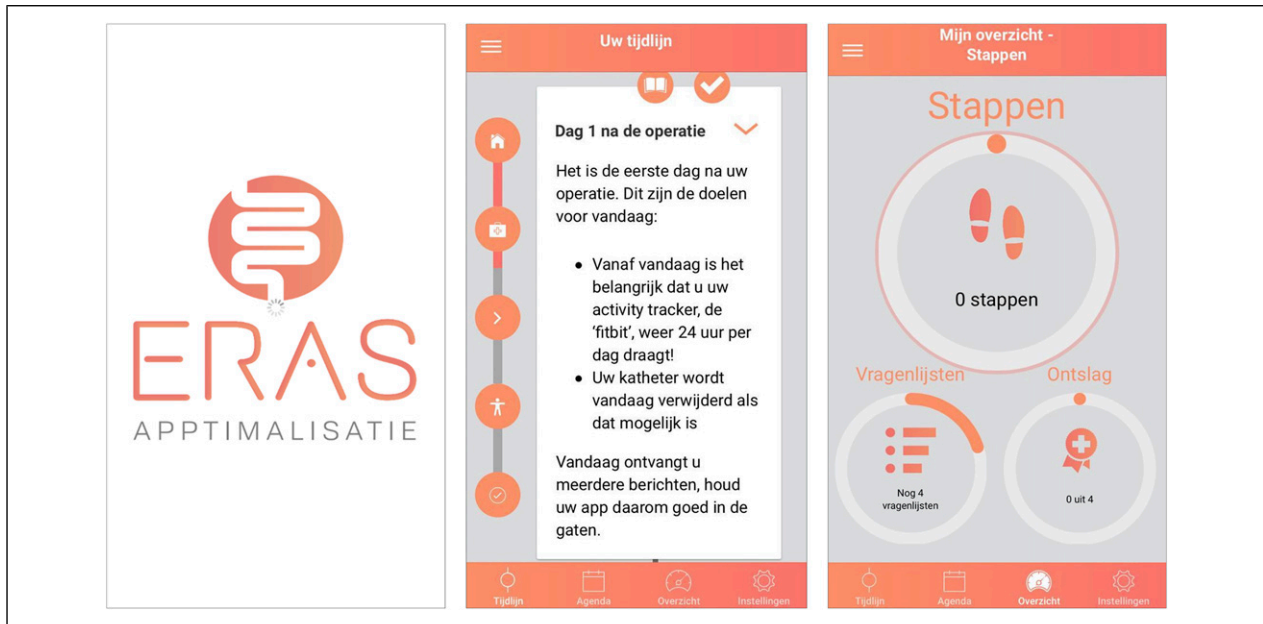 ERAS
APPTIMALISATIE
Uw tijdlijn
Dag 1 na de operatie
Het is de eerste dag na uw
operatie. Dit zijn de doelen
voor vandaag:
● Vanaf vandaag is het
belangrijk dat u uw
activity tracker, de
‘fitbit’, weer 24 uur per
dag draagt!
● Uw katheter wordt
vandaag verwijderd als
dat mogelijk is
Vandaag ontvangt u
meerdere berichten, houd
uw app daarom goed in de
gaten.
Tijdlijn Agenda Overzicht Instellingen
Mijn overzicht -
Stappen
Stappen
0 stappen
Vragenlijsten Ontslag
Nog 4
vragenlijsten
0 uit 4
Tijdlijn Agenda Overzicht Instellingen